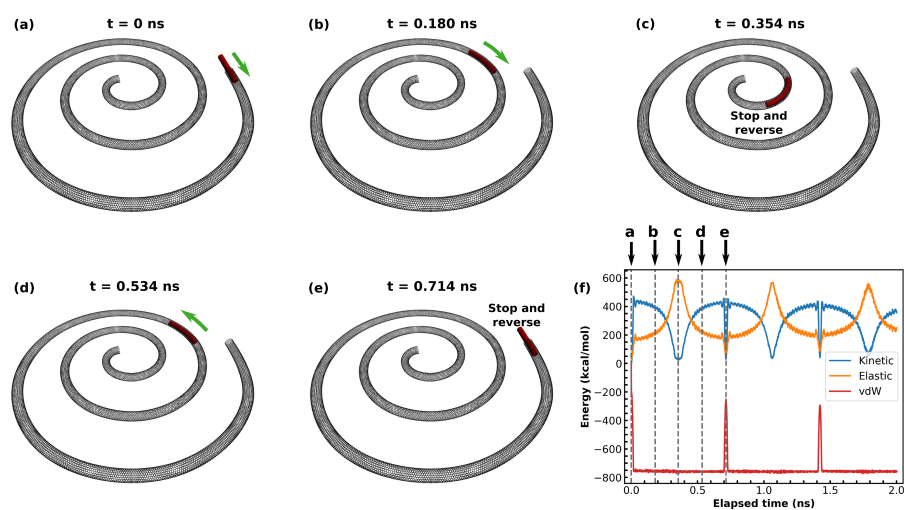 (a) t = 0 ns
(b) t = 0.180 ns
(c) t = 0.354 ns
Stop and
reverse
(d) t = 0.534 ns
(e) t = 0.714 ns
Stop and
reverse
a b c d e
(f)
Energy (kcal/mol)
600
400
200
0
−200
−400
−600
−800
Kinetic
Elastic
vdW
0.0 0.5 1.0 1.5 2.0
Elapsed time (ns)